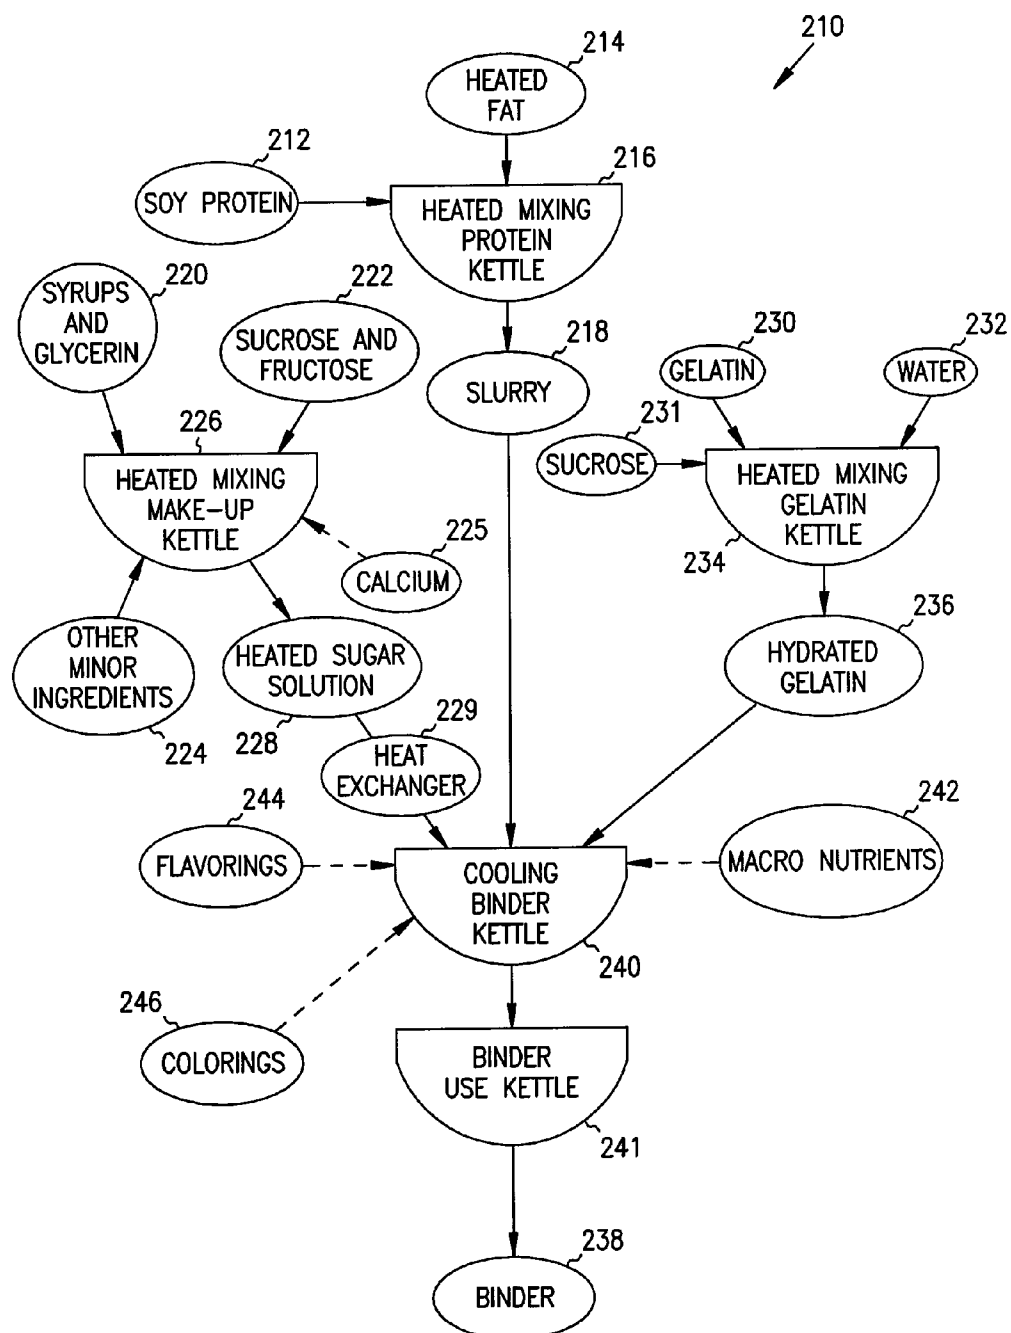 210
214
HEATED
FAT
212
SOY PROTEIN
216
HEATED MIXING
PROTEIN
KETTLE
220
SYRUPS
AND
GLYCERIN
222
SUCROSE AND
FRUCTOSE
218
SLURRY
230
GELATIN
232
WATER
231
SUCROSE
226
HEATED MIXING
MAKE-UP
KETTLE
HEATED MIXING
GELATIN
KETTLE
234
225
CALCIUM
OTHER
MINOR
INGREDIENTS
224
HEATED SUGAR
SOLUTION
228
236
HYDRATED
GELATIN
229
HEAT
EXCHANGER
244
FLAVORINGS
242
MACRO NUTRIENTS
COOLING
BINDER
KETTLE
240
246
COLORINGS
BINDER
USE KETTLE
241
238
BINDER